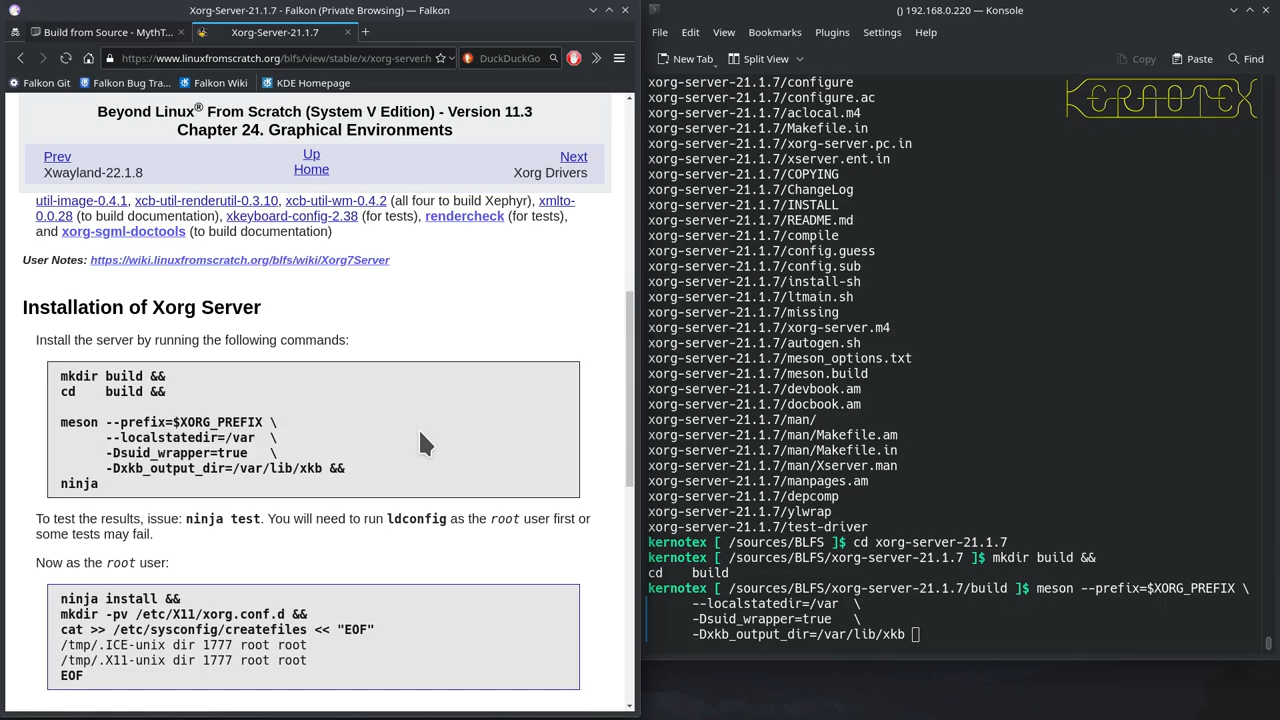 Xorg-Server-21.1.7 - Falkon (Private Browsing) — Falkon
Build from Source - MythT...
Xorg-Server-21.1.7
https://www.linuxfromscratch.org/blfs/view/stable/x/xorg-server.h
DuckDuckGo
Falkon Git
Falkon Bug Tra...
Falkon Wiki
KDE Homepage
Beyond Linux® From Scratch (System V Edition) - Version 11.3
Chapter 24. Graphical Environments
Prev
Up
Next
Xwayland-22.1.8
Home
Xorg Drivers
util-image-0.4.1, xcb-util-renderutil-0.3.10, xcb-util-wm-0.4.2 (all four to build Xephyr), xmlto-
0.0.28 (to build documentation), xkeyboard-config-2.38 (for tests), rendercheck (for tests),
and xorg-sgml-doctools (to build documentation)
User Notes: https://wiki.linuxfromscratch.org/blfs/wiki/Xorg7Server
Installation of Xorg Server
Install the server by running the following commands:
mkdir build &&
cd    build &&
meson --prefix=$XORG_PREFIX \
      --localstatedir=/var  \
      -Dsuid_wrapper=true   \
      -Dxkb_output_dir=/var/lib/xkb &&
ninja
To test the results, issue: ninja test. You will need to run ldconfig as the root user first or
some tests may fail.
Now as the root user:
ninja install &&
mkdir -pv /etc/X11/xorg.conf.d &&
cat >> /etc/sysconfig/createfiles << "EOF"
/tmp/.ICE-unix dir 1777 root root
/tmp/.X11-unix dir 1777 root root
EOF
() 192.168.0.220 — Konsole
File Edit View Bookmarks Plugins Settings Help
New Tab
Split View
Copy
Paste
Find
KERNOTEX
xorg-server-21.1.7/configure
xorg-server-21.1.7/configure.ac
xorg-server-21.1.7/aclocal.m4
xorg-server-21.1.7/Makefile.in
xorg-server-21.1.7/xorg-server.pc.in
xorg-server-21.1.7/xserver.ent.in
xorg-server-21.1.7/COPYING
xorg-server-21.1.7/ChangeLog
xorg-server-21.1.7/INSTALL
xorg-server-21.1.7/README.md
xorg-server-21.1.7/compile
xorg-server-21.1.7/config.guess
xorg-server-21.1.7/config.sub
xorg-server-21.1.7/install-sh
xorg-server-21.1.7/ltmain.sh
xorg-server-21.1.7/missing
xorg-server-21.1.7/xorg-server.m4
xorg-server-21.1.7/autogen.sh
xorg-server-21.1.7/meson_options.txt
xorg-server-21.1.7/meson.build
xorg-server-21.1.7/devbook.am
xorg-server-21.1.7/docbook.am
xorg-server-21.1.7/man/
xorg-server-21.1.7/man/Makefile.am
xorg-server-21.1.7/man/Makefile.in
xorg-server-21.1.7/man/Xserver.man
xorg-server-21.1.7/manpages.am
xorg-server-21.1.7/depcomp
xorg-server-21.1.7/ylwrap
xorg-server-21.1.7/test-driver
kernotex [ /sources/BLFS ]$ cd xorg-server-21.1.7
kernotex [ /sources/BLFS/xorg-server-21.1.7 ]$ mkdir build &&
cd    build
kernotex [ /sources/BLFS/xorg-server-21.1.7/build ]$ meson --prefix=$XORG_PREFIX \
      --localstatedir=/var  \
      -Dsuid_wrapper=true   \
      -Dxkb_output_dir=/var/lib/xkb